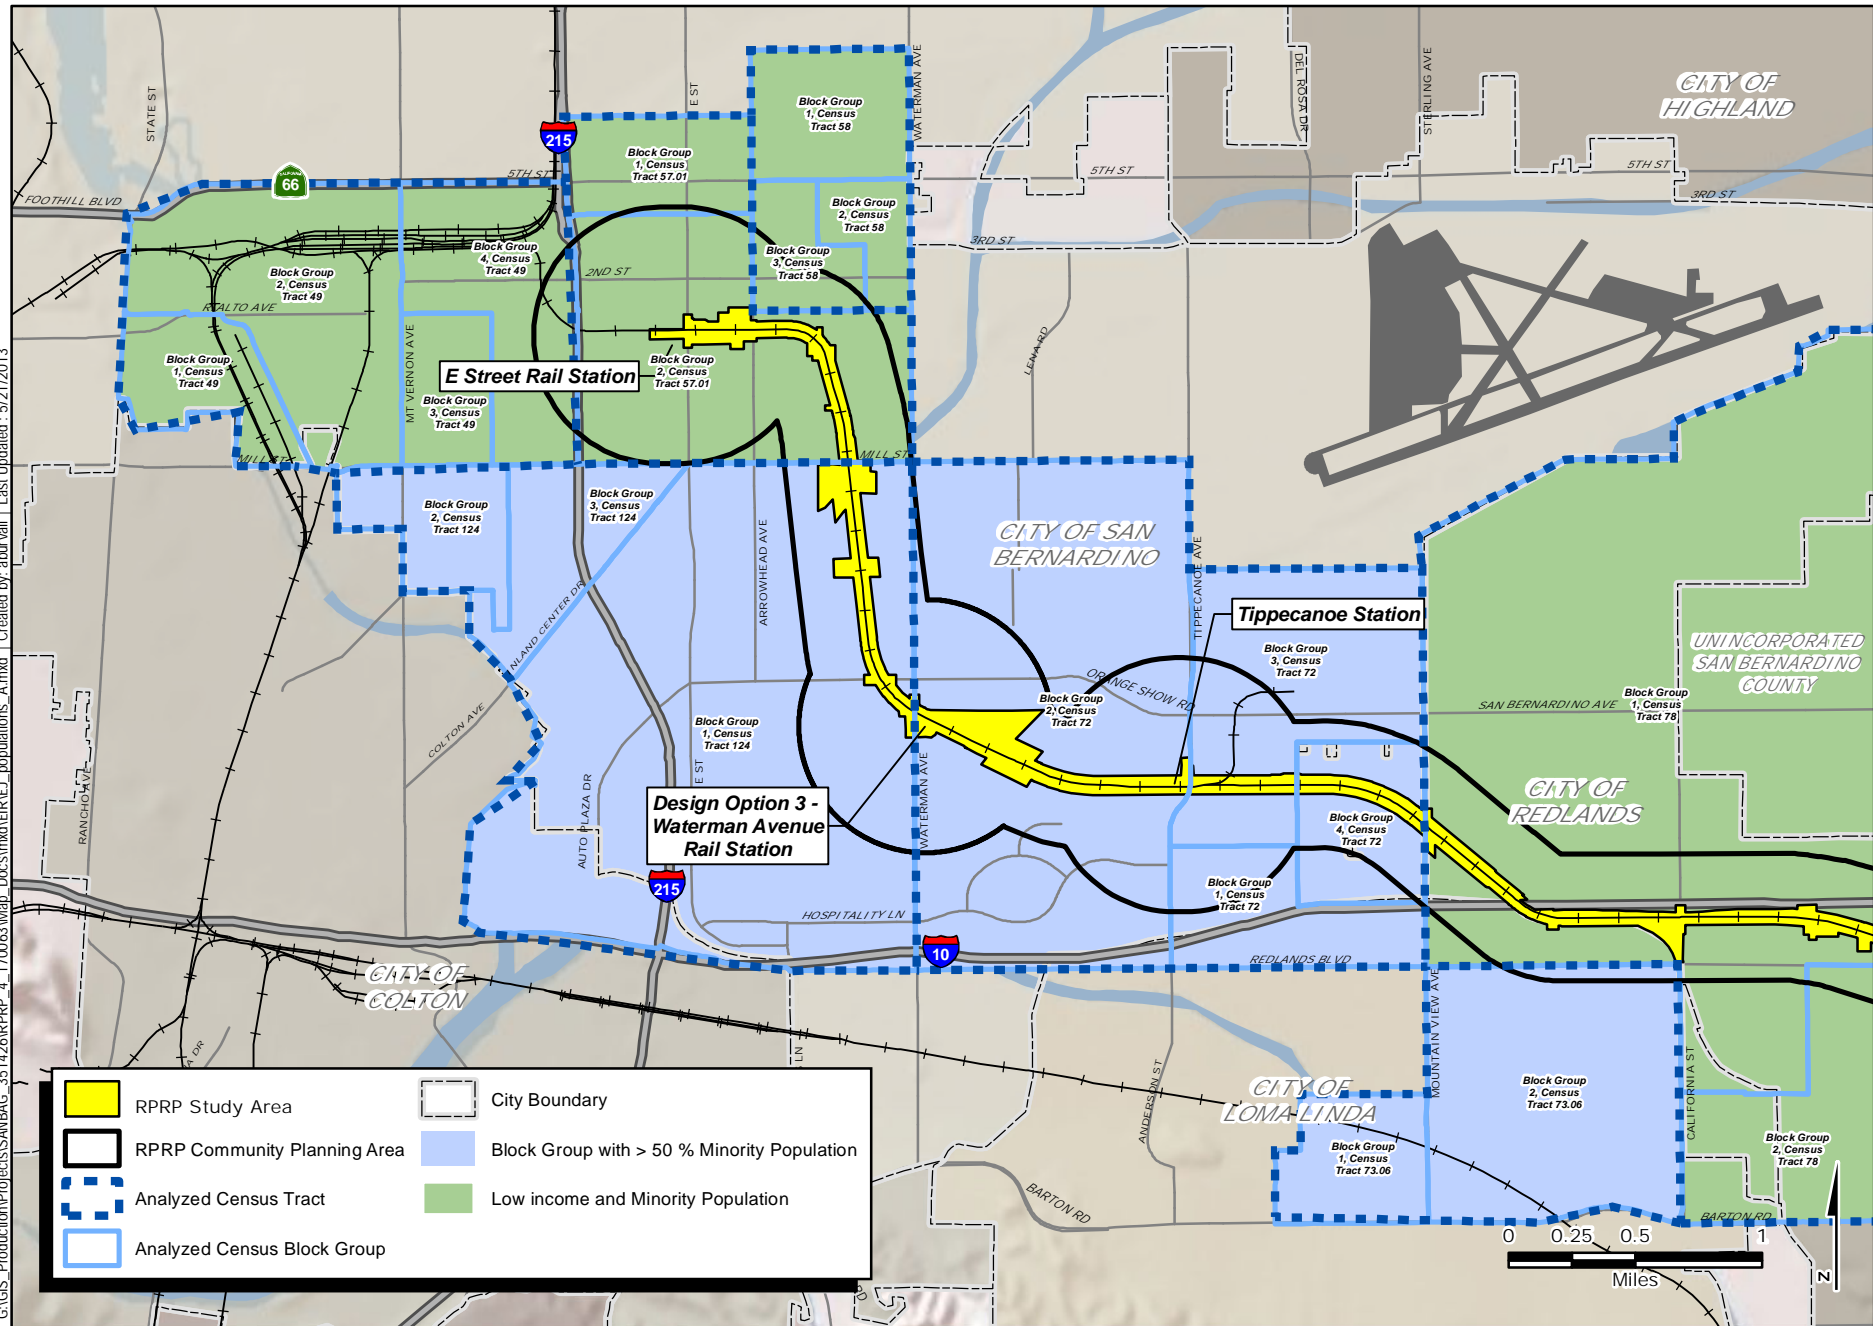 CITY OF
HIGHLAND
STATE ST
E ST
WATERMAN AVE
DEL ROSA DR
STERLING AVE
Block Group
1, Census
Tract 58
215
Block Group
1, Census
Tract 57.01
5TH ST
5TH ST
5TH ST
66
FOOTHILL BLVD
3RD ST
Block Group
2, Census
Tract 58
3RD ST
Block Group
4, Census
Tract 49
Block Group
3, Census
Tract 58
Block Group
2, Census
Tract 49
2ND ST
RIALTO AVE
MT VERNON AVE
LENA RD
Block Group
1, Census
Tract 49
E Street Rail Station
Block Group
2, Census
Tract 57.01
Block Group
3, Census
Tract 49
MILL ST
MILL ST
Block Group
2, Census
Tract 124
Block Group
3, Census
Tract 124
ARROWHEAD AVE
CITY OF SAN
BERNARDINO
TIPPECANOE AVE
Tippecanoe Station
INLAND CENTER DR
Block Group
3, Census
Tract 72
UNINCORPORATED
SAN BERNARDINO
COUNTY
ORANGE SHOW RD
Block Group
2, Census
Tract 72
Block Group
1, Census
Tract 78
SAN BERNARDINO AVE
COLTON AVE
Block Group
1, Census
Tract 124
E ST
RANCHO AVE
AUTO PLAZA DR
WATERMAN AVE
Design Option 3 -
Waterman Avenue
Rail Station
CITY OF
REDLANDS
Block Group
4, Census
Tract 72
215
Block Group
1, Census
Tract 72
HOSPITALITY LN
10
REDLANDS BLVD
CITY OF
COLTON
MOUNTAIN VIEW AVE
ANDERSON ST
CITY OF
LOMA LINDA
Block Group
2, Census
Tract 73.06
CALIFORNIA ST
Block Group
1, Census
Tract 73.06
Block Group
2, Census
Tract 78
BARTON RD
BARTON RD
RPRP Study Area
RPRP Community Planning Area
Analyzed Census Tract
Analyzed Census Block Group
City Boundary
Block Group with > 50 % Minority Population
Low income and Minority Population
0 0.25 0.5 1
Miles
N